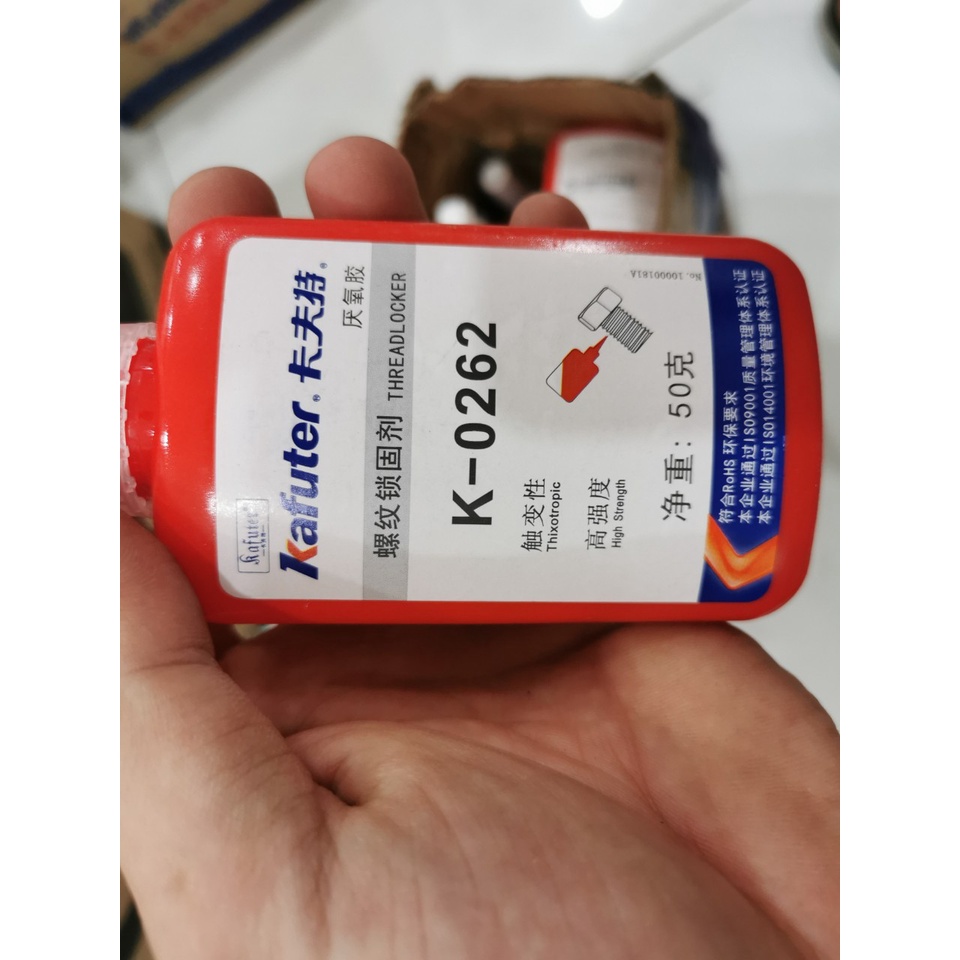 Kafuter
Kafuter® 卡夫特®
厌氧胶
螺纹锁固剂 THREADLOCKER
No. 10000181A
K-0262
触变性
Thixotropic
高强度
High Strength
净重：50克
符合RoHS 环保要求
本企业通过ISO9001质量管理体系认证
本企业通过ISO14001环境管理体系认证